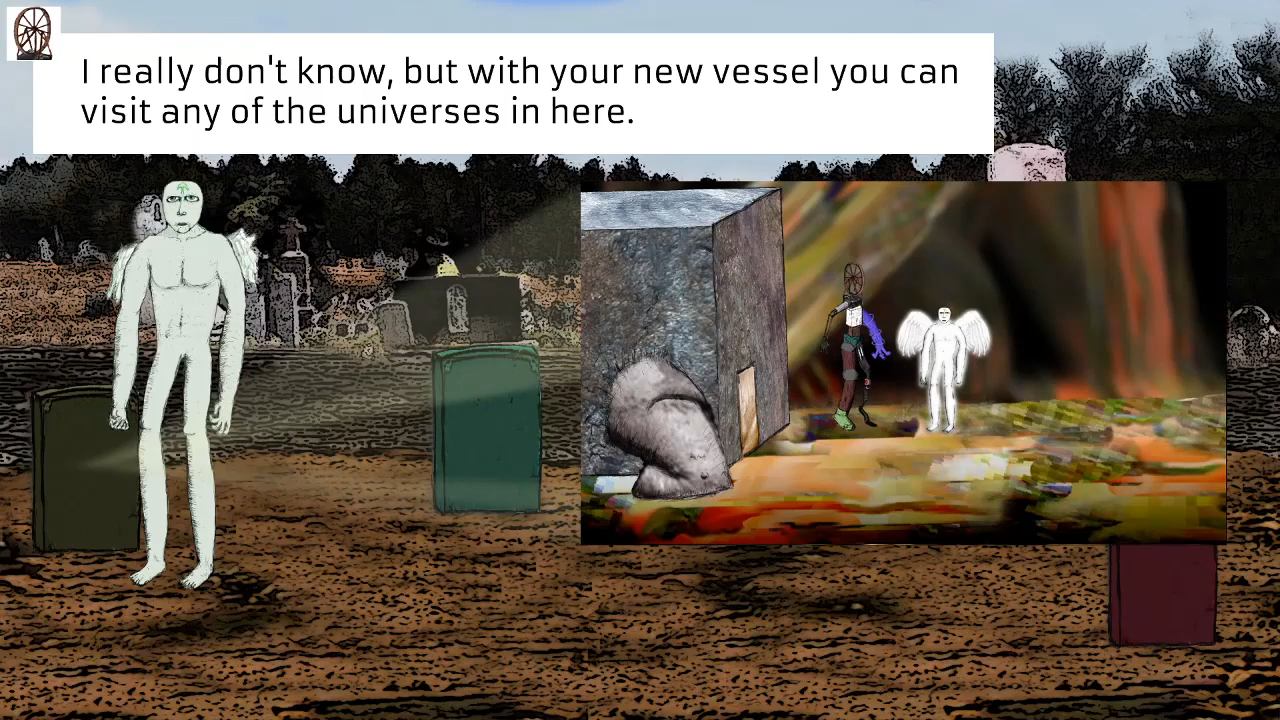 I really don't know, but with your new vessel you can
visit any of the universes in here.